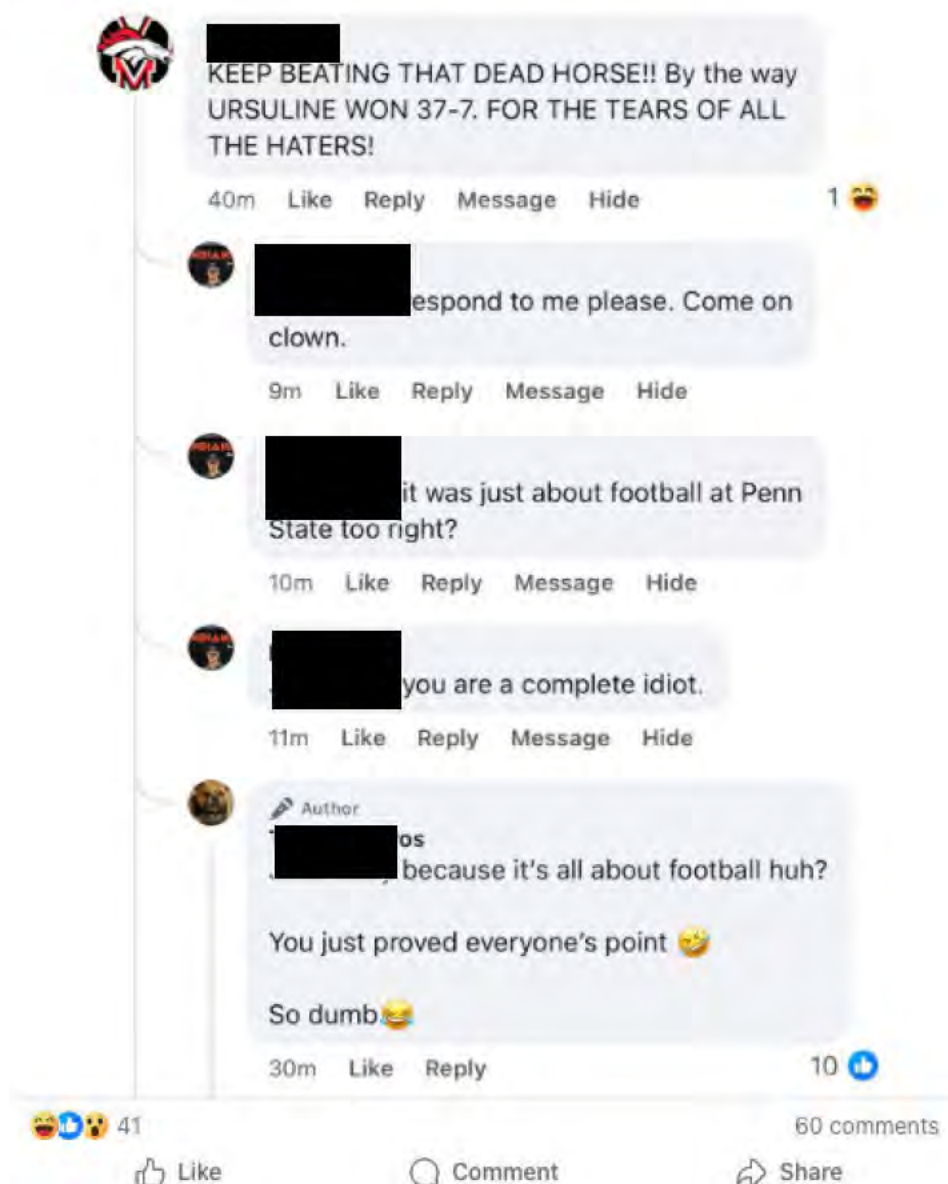 KEEP BEATING THAT DEAD HORSE!! By the way
URSULINE WON 37-7. FOR THE TEARS OF ALL
THE HATERS!
40m Like Reply Message Hide 1
espond to me please. Come on
clown.
9m Like Reply Message Hide
it was just about football at Penn
State too right?
10m Like Reply Message Hide
you are a complete idiot.
11m Like Reply Message Hide
Author
os
because it's all about football huh?
You just proved everyone's point 🤣
So dumb😂
30m Like Reply 10
41 60 comments
Like Comment Share